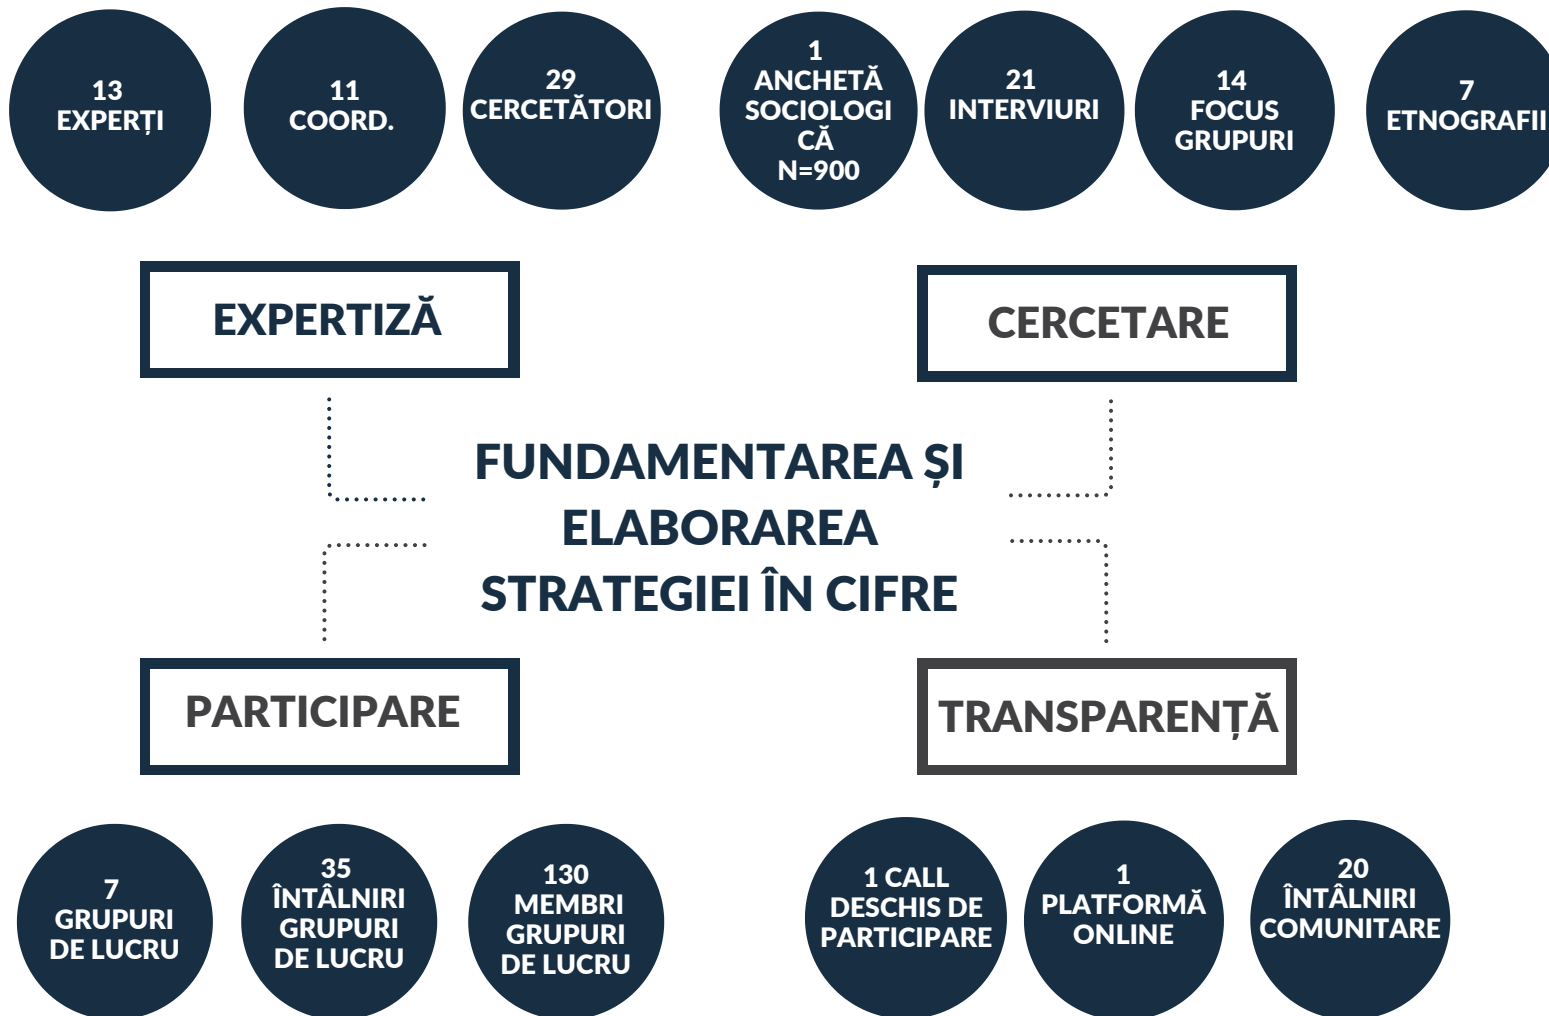 13
EXPERȚI
11
COORD.
29
CERCETĂTORI
1
ANCHETĂ
SOCIOLOGI
CĂ
N=900
21
INTERVIURI
14
FOCUS
GRUPURI
7
ETNOGRAFII
EXPERTIZĂ
CERCETARE
FUNDAMENTAREA ȘI
ELABORAREA
STRATEGIEI ÎN CIFRE
PARTICIPARE
TRANSPARENȚĂ
7
GRUPURI
DE LUCRU
35
ÎNTÂLNIRI
GRUPURI
DE LUCRU
130
MEMBRI
GRUPURI
DE LUCRU
1 CALL
DESCHIS DE
PARTICIPARE
1
PLATFORMĂ
ONLINE
20
ÎNTÂLNIRI
COMUNITARE